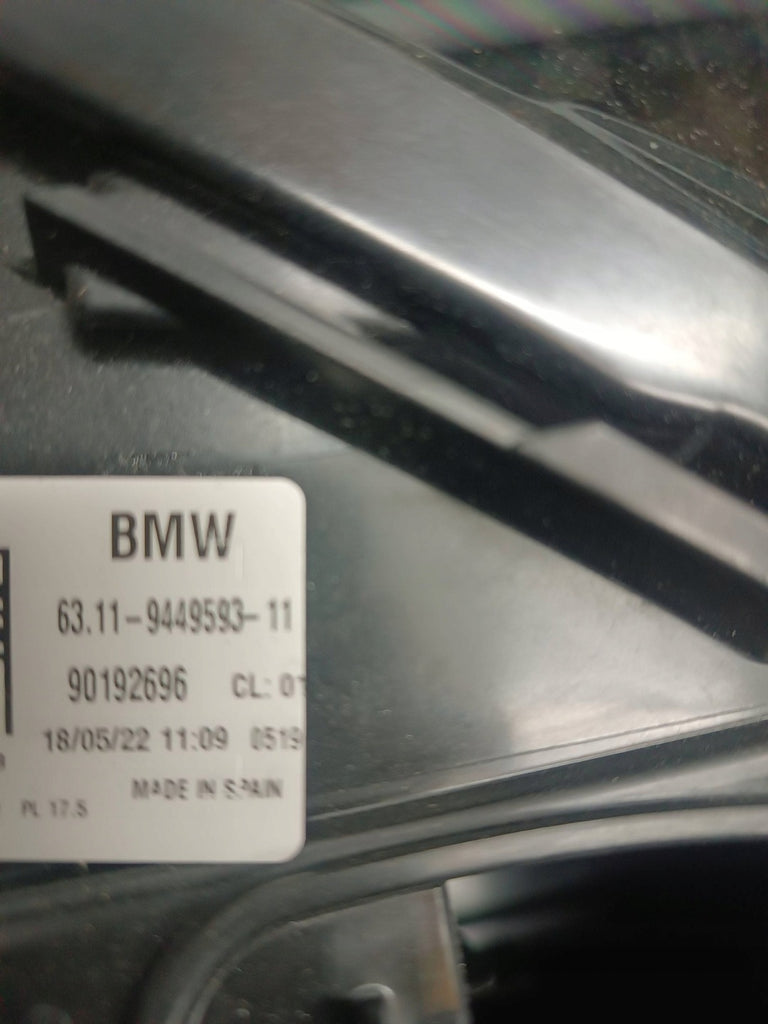 BMW
63.11-9449593-11
90192696 CL: 01
18/05/22 11:09 0519
MADE IN SPAIN
PL 17.5